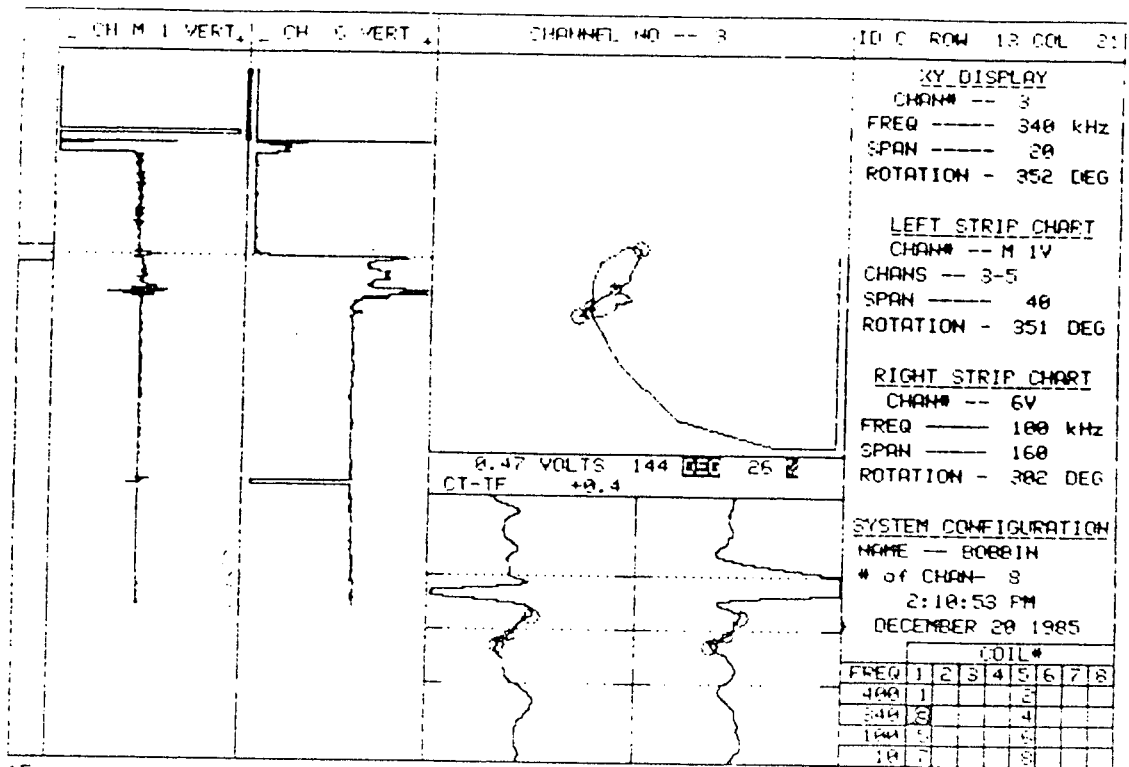 _ CH M 1 VERT +
_ CH 6 VERT +
CHANNEL NO -- 3
ID C ROW 13 COL 21
XY DISPLAY
CHAN# -- 3
FREQ ----- 340 kHz
SPAN ----- 20
ROTATION - 352 DEG
LEFT STRIP CHART
CHAN# -- M 1V
CHANS -- 3-5
SPAN ----- 40
ROTATION - 351 DEG
RIGHT STRIP CHART
CHAN# -- 6V
FREQ ----- 100 kHz
SPAN ----- 160
ROTATION - 302 DEG
0.47 VOLTS 144 DEG 26 %
CT-TF +0.4
SYSTEM CONFIGURATION
NAME -- BOBBIN
# of CHAN- 8
2:10:53 PM
DECEMBER 20 1985
COIL#
FREQ 1 2 3 4 5 6 7 8
400 1 2
340 3 4
100 5 6
10 7 8